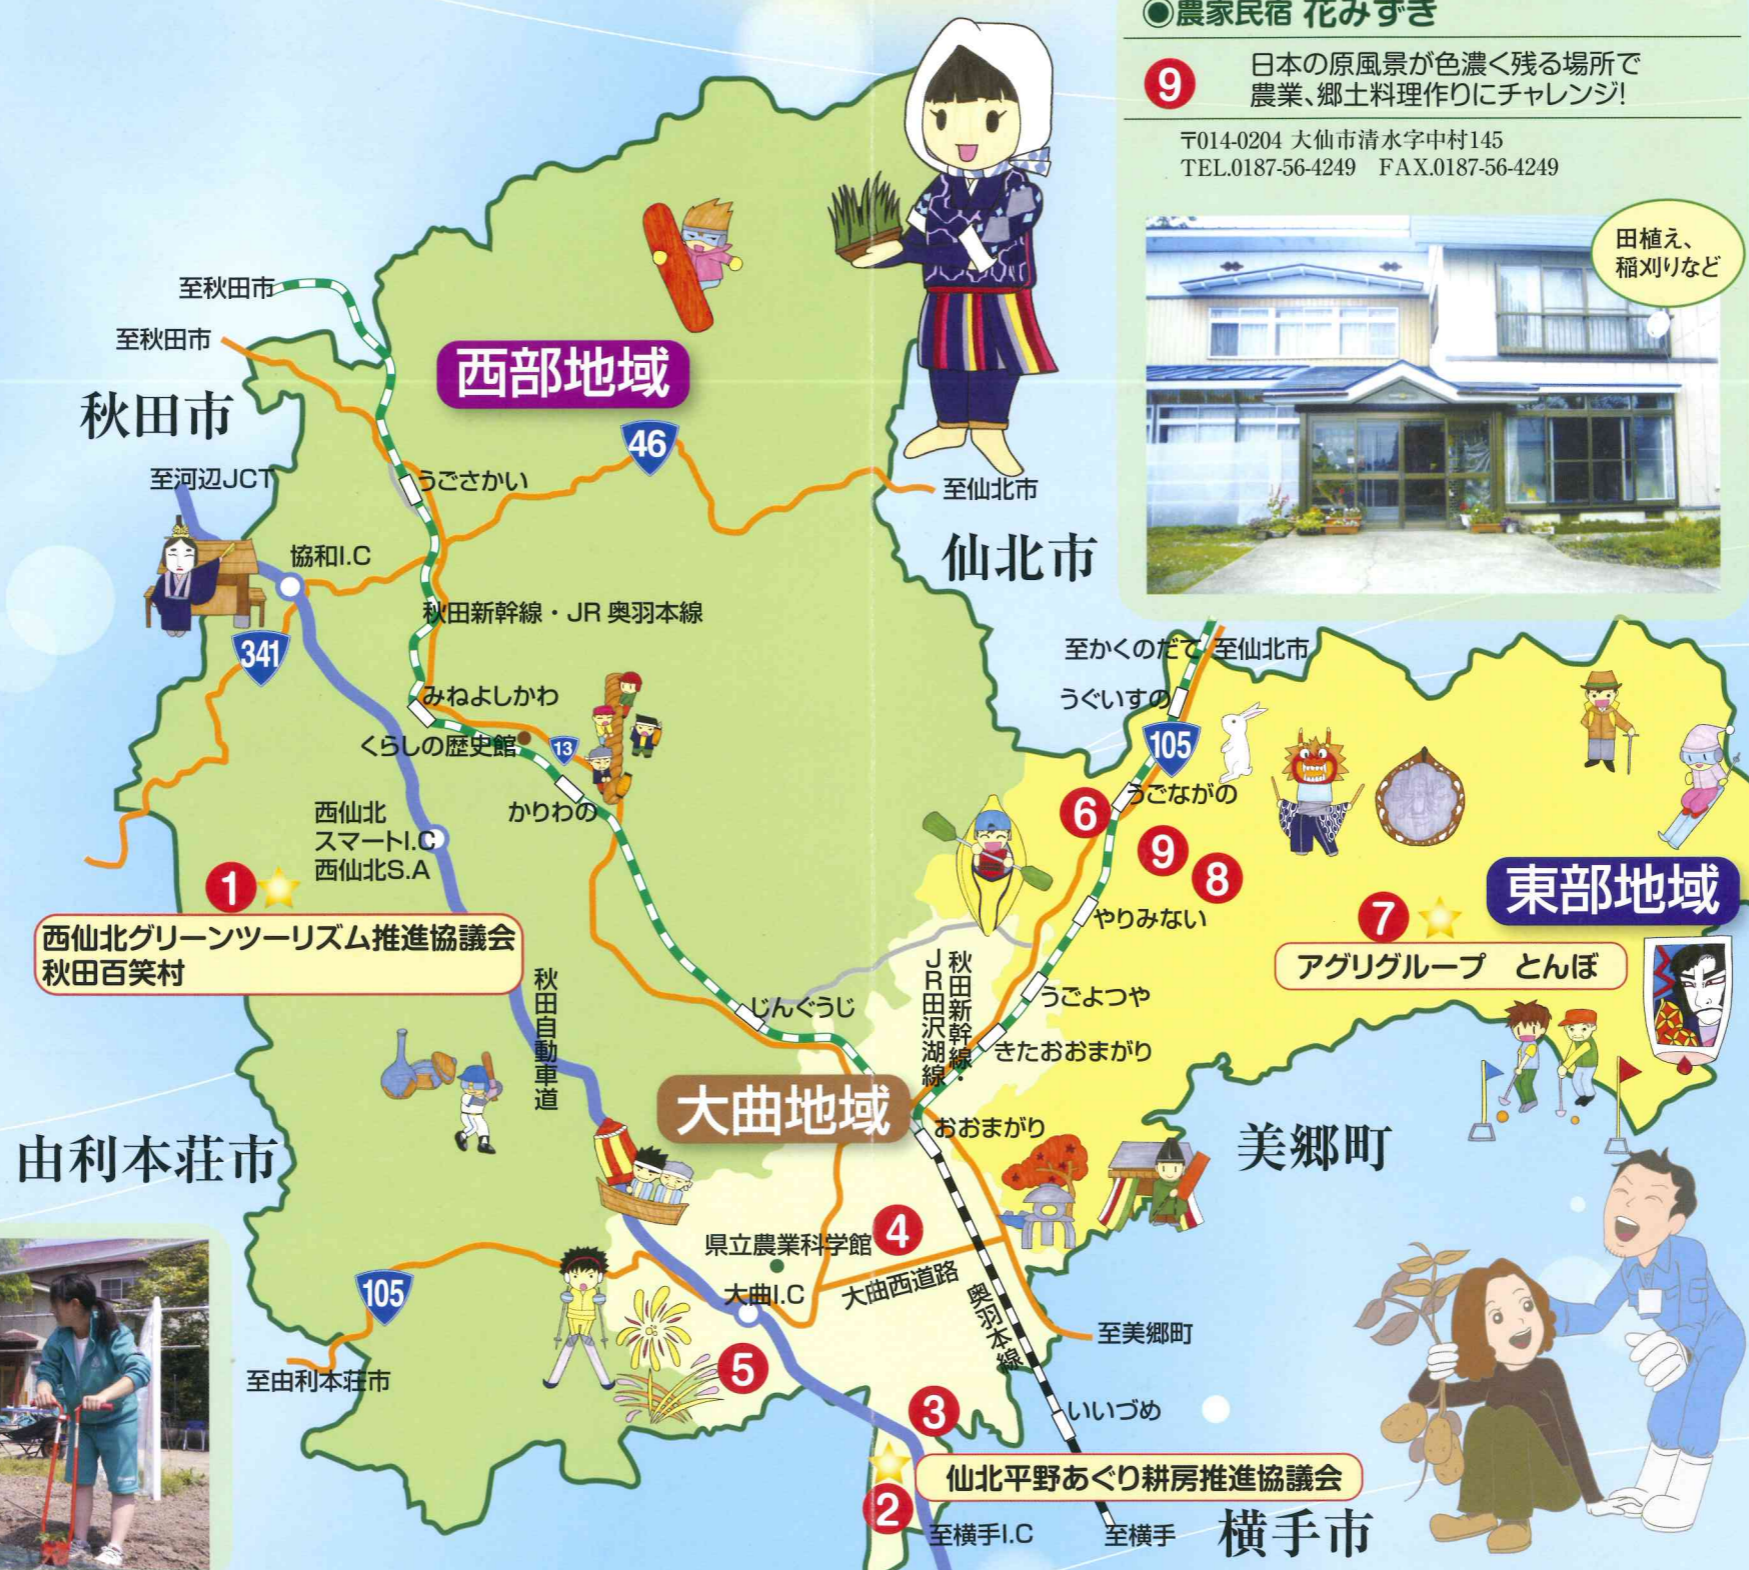 ◉農家民宿 花みずき
9
日本の原風景が色濃く残る場所で
農業、郷土料理作りにチャレンジ!
〒014-0204 大仙市清水字中村145
TEL.0187-56-4249 FAX.0187-56-4249
田植え、
稲刈りなど
至秋田市
至秋田市
西部地域
秋田市
46
至河辺JCT
うごさかい
至仙北市
協和I.C
仙北市
秋田新幹線・JR 奥羽本線
341
至かくのだて
至仙北市
みねよしかわ
うぐいすの
くらしの歴史館
13
105
かりわの
うごながの
西仙北
スマートI.C
西仙北S.A
6
9
8
1
東部地域
7
やりみない
西仙北グリーンツーリズム推進協議会
秋田百笑村
アグリグループ とんぼ
秋田自動車道
秋田新幹線・
JR田沢湖線
うごよつや
じんぐうじ
きたおおまがり
大曲地域
おおまがり
由利本荘市
美郷町
4
県立農業科学館
105
大曲I.C
大曲西道路
奥羽本線
至美郷町
5
至由利本荘市
3
いいづめ
仙北平野あぐり耕房推進協議会
2
至横手I.C
至横手
横手市